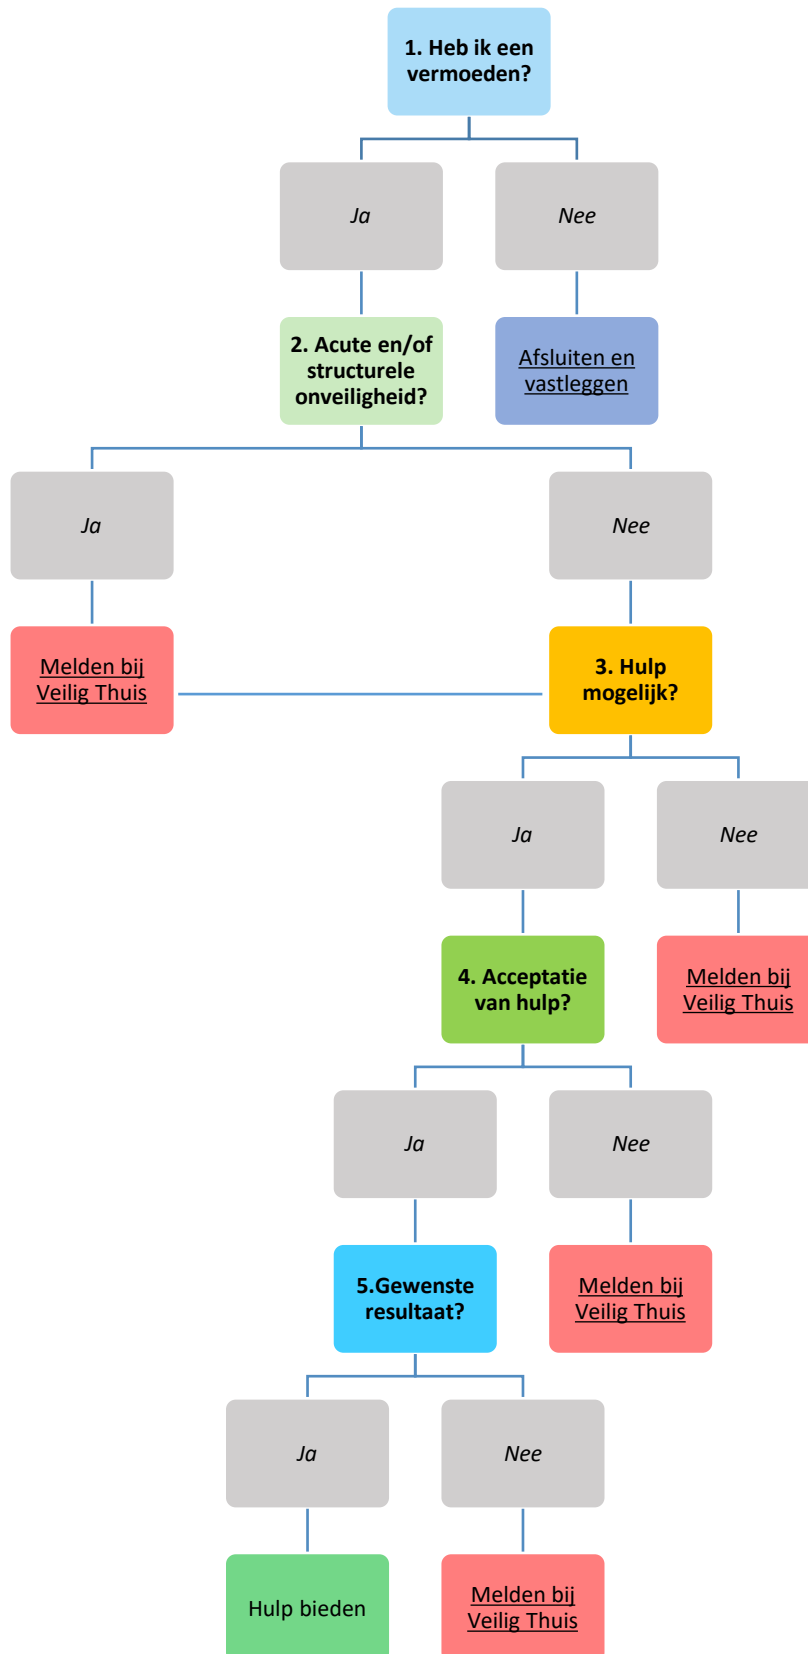 1. Heb ik een
vermoeden?
Ja
Nee
2. Acute en/of
structurele
onveiligheid?
Afsluiten en
vastleggen
Ja
Nee
Melden bij
Veilig Thuis
3. Hulp
mogelijk?
Ja
Nee
4. Acceptatie
van hulp?
Melden bij
Veilig Thuis
Ja
Nee
5.Gewenste
resultaat?
Melden bij
Veilig Thuis
Ja
Nee
Hulp bieden
Melden bij
Veilig Thuis